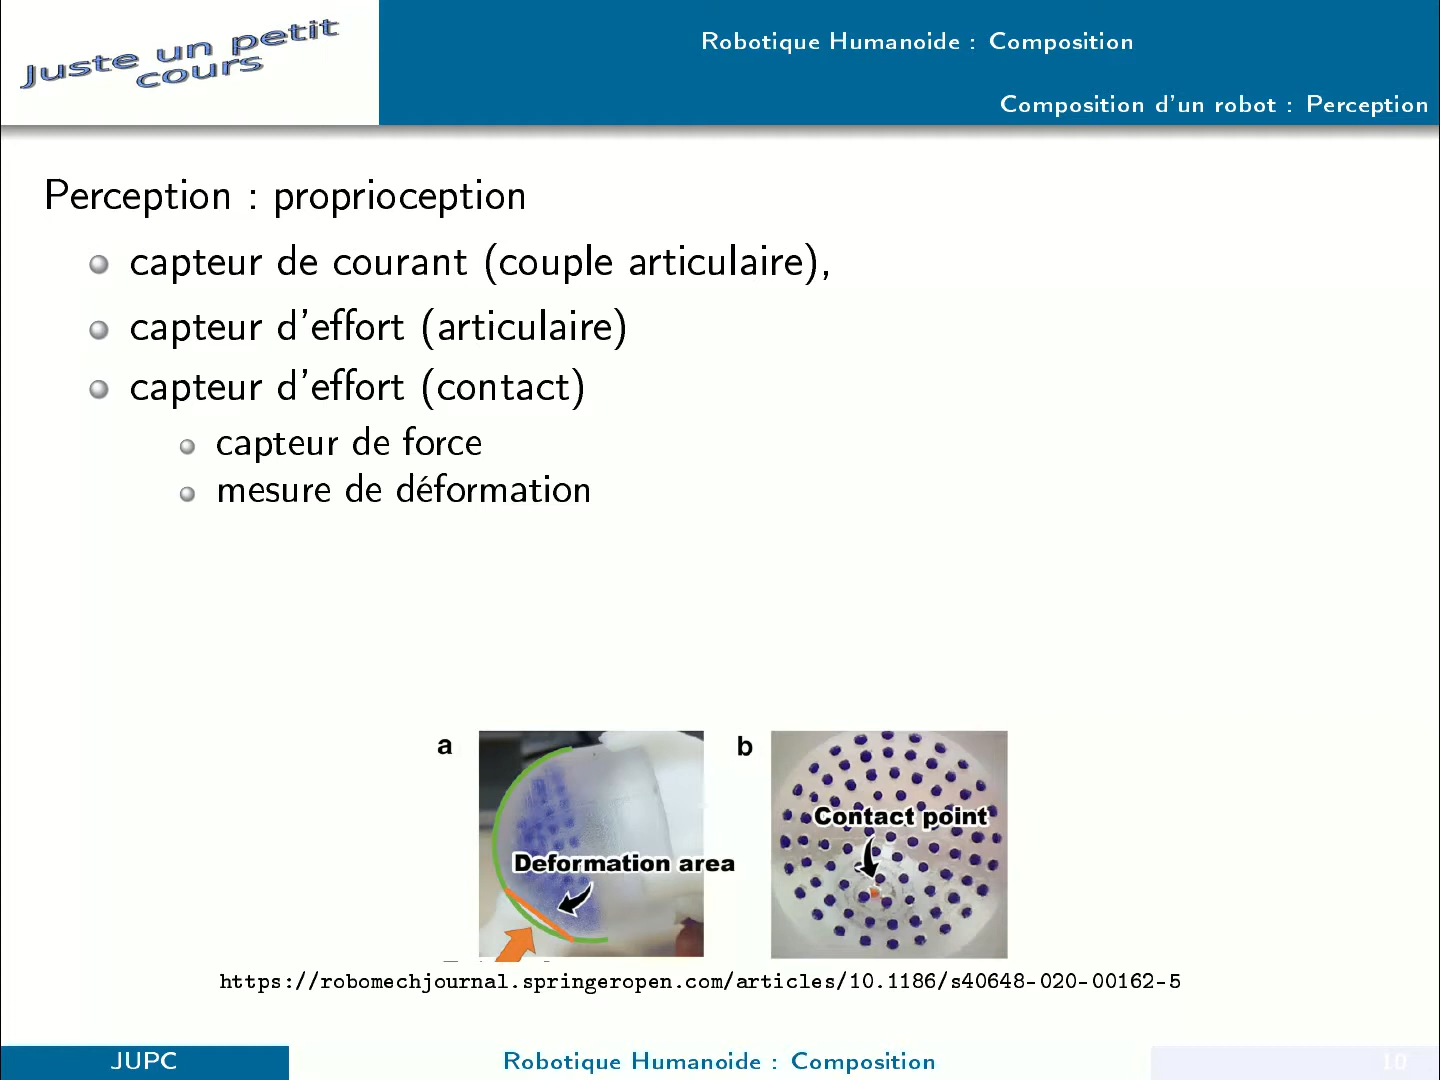 Juste un petit
cours
Robotique Humanoide : Composition
Composition d'un robot : Perception
Perception : proprioception
capteur de courant (couple articulaire),
capteur d'effort (articulaire)
capteur d'effort (contact)
capteur de force
mesure de déformation
a
b
Contact point
Deformation area
https://robomechjournal.springeropen.com/articles/10.1186/s40648-020-00162-5
JUPC
Robotique Humanoide : Composition
10